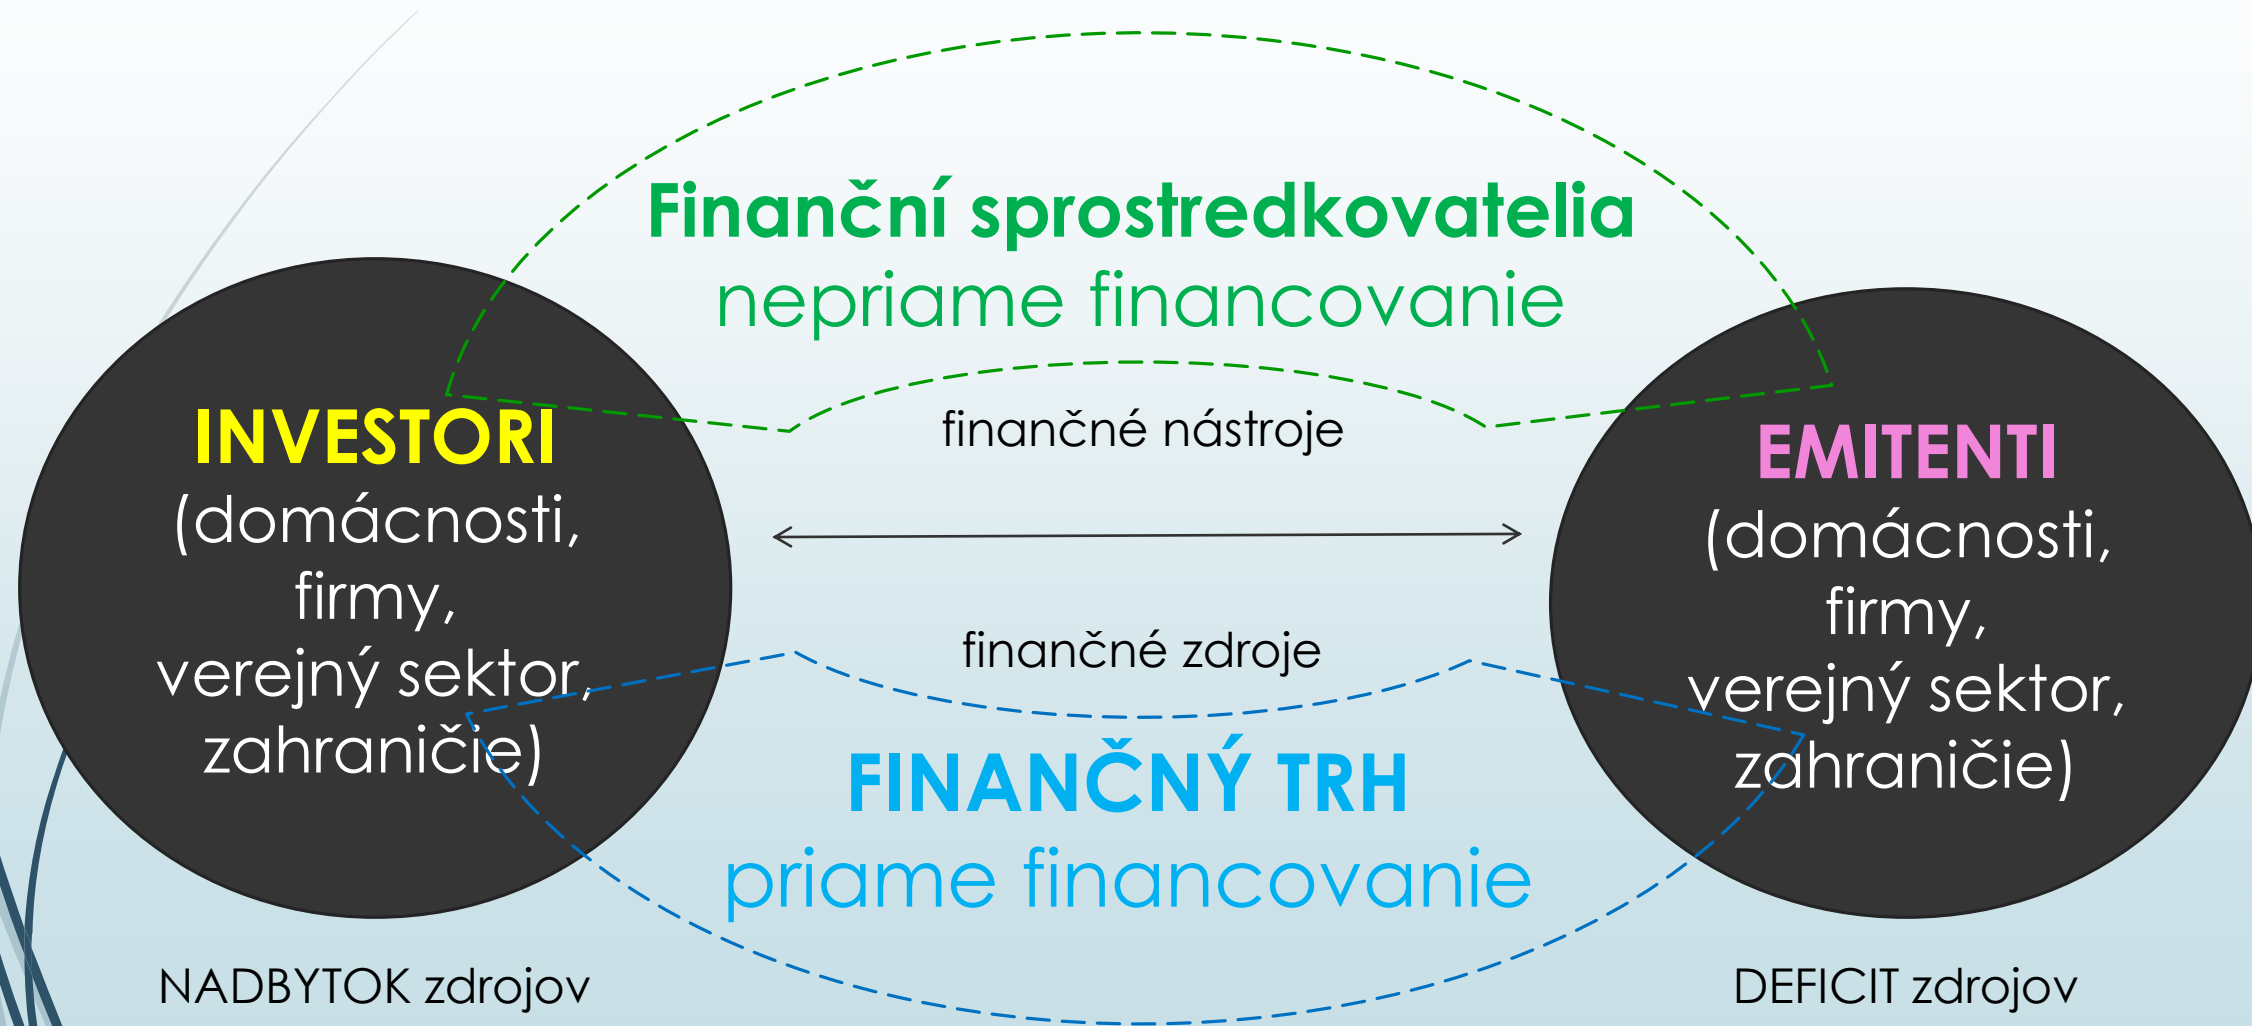 Finanční sprostredkovatelia
nepriame financovanie
INVESTORI
(domácnosti,
firmy,
verejný sektor,
zahraničie)
finančné nástroje
finančné zdroje
EMITENTI
(domácnosti,
firmy,
verejný sektor,
zahraničie)
FINANČNÝ TRH
priame financovanie
NADBYTOK zdrojov
DEFICIT zdrojov